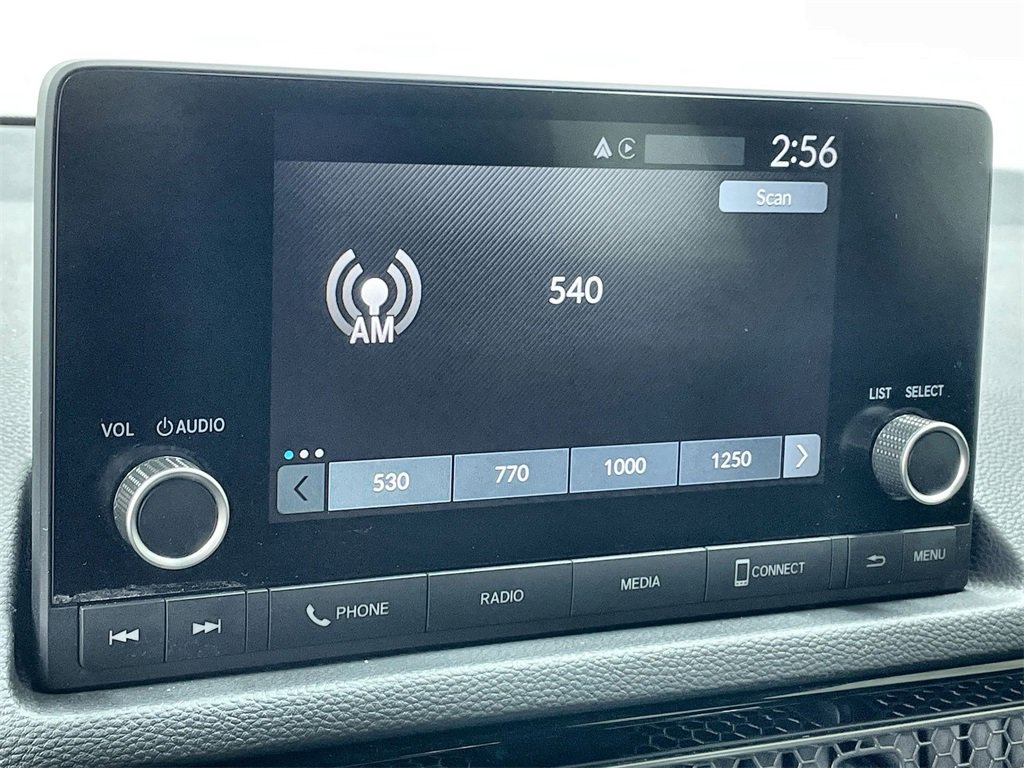 2:56
Scan
AM
540
LIST SELECT
VOL AUDIO
530 770 1000 1250
PHONE RADIO MEDIA CONNECT MENU